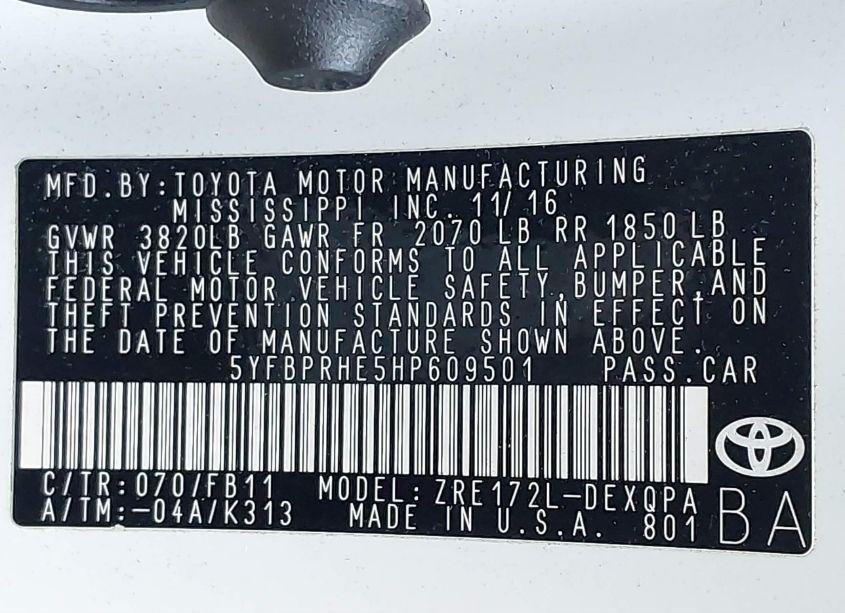 MFD.BY:TOYOTA MOTOR MANUFACTURING
MISSISSIPPI INC. 11/16
GVWR 3820LB GAWR FR 2070 LB RR 1850 LB
THIS VEHICLE CONFORMS TO ALL APPLICABLE
FEDERAL MOTOR VEHICLE SAFETY,BUMPER,AND
THEFT PREVENTION STANDARDS IN EFFECT ON
THE DATE OF MANUFACTURE SHOWN ABOVE.
5YFBPRHE5HP609501 PASS.CAR
C/TR:070/FB11 MODEL:ZRE172L-DEXQPA
A/TM:-04A/K313 MADE IN U.S.A. 801 BA